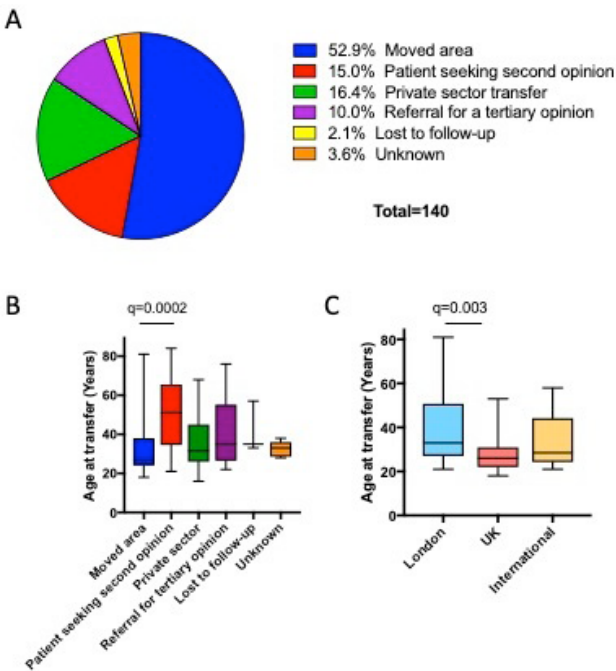 A
52.9% Moved area
15.0% Patient seeking second opinion
16.4% Private sector transfer
10.0% Referral for a tertiary opinion
2.1% Lost to follow-up
3.6% Unknown
Total=140
B
q=0.0002
Age at transfer (Years)
80
60
40
20
0
Moved area
Patient seeking second opinion
Private sector
Referral for tertiary opinion
Lost to follow-up
Unknown
C
q=0.003
Age at transfer (Years)
80
60
40
20
0
London
UK
International